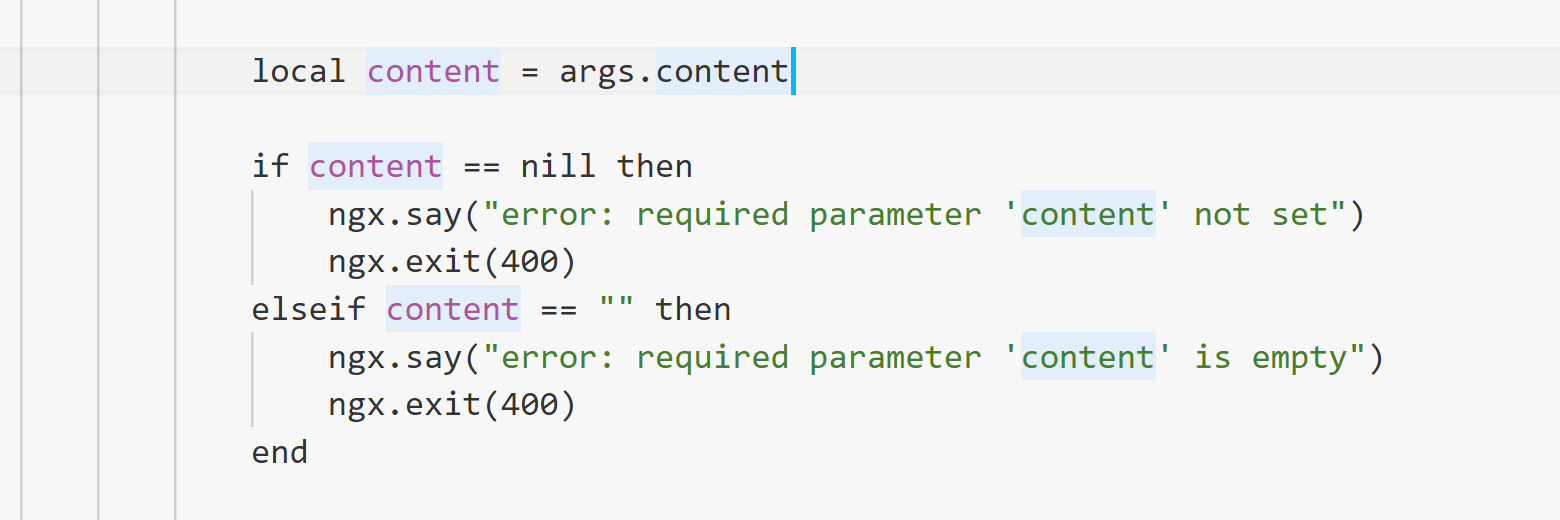 local content = args.content
if content == nill then
ngx.say("error: required parameter 'content' not set")
ngx.exit(400)
elseif content == "" then
ngx.say("error: required parameter 'content' is empty")
ngx.exit(400)
end